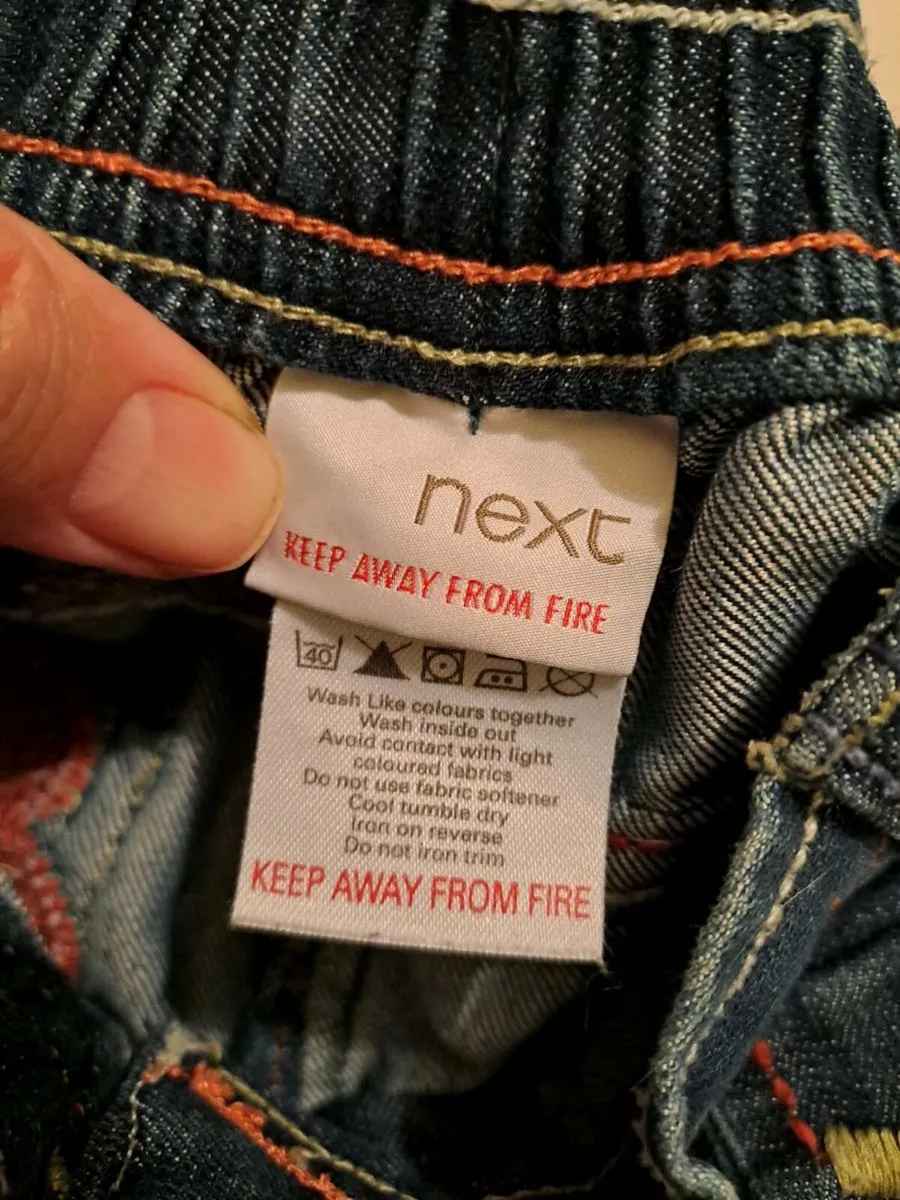 next
KEEP AWAY FROM FIRE
40
Wash Like colours together
Wash inside out
Avoid contact with light
coloured fabrics
Do not use fabric softener
Cool tumble dry
Iron on reverse
Do not iron trim
KEEP AWAY FROM FIRE